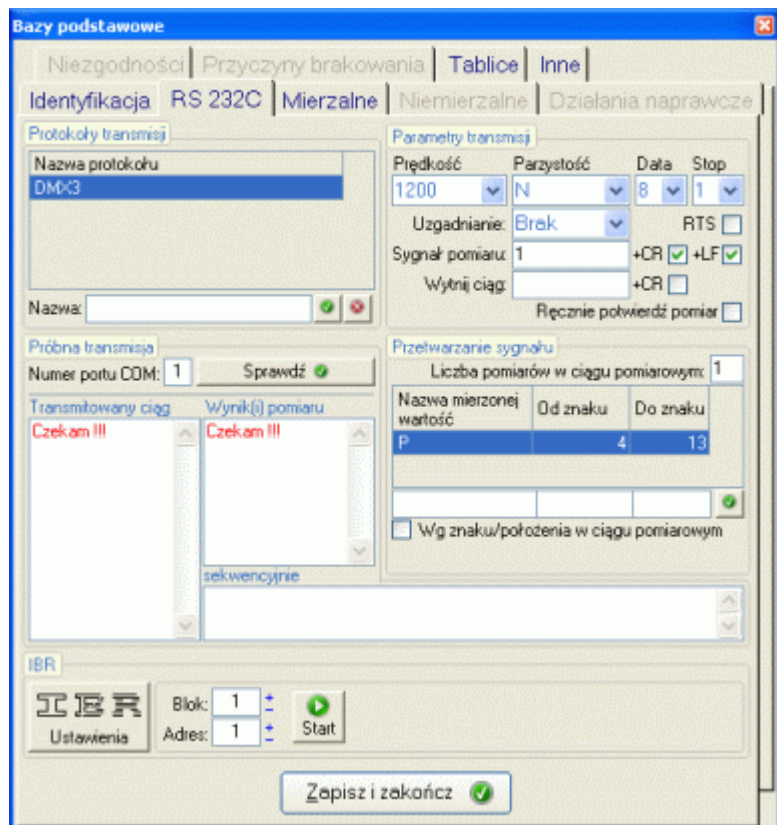 Bazy podstawowe
Niezgodności Przyczyny brakowania Tablice Inne
Identyfikacja RS 232C Mierzalne Niemierzalne Działania naprawcze
Protokoły transmisji
Nazwa protokołu
DMX3
Nazwa:
Parametry transmisji
Prędkość Parzystość Data Stop
1200 N 8 1
Uzgadnianie: Brak RTS
Sygnał pomiaru: 1 +CR +LF
Wytnij ciąg: +CR
Ręcznie potwierdź pomiar
Próbna transmisja
Numer portu COM: 1 Sprawdź
Transmitowany ciąg Wynik(i) pomiaru
Czekam !!! Czekam !!!
sekwencyjnie
Przetwarzanie sygnału
Liczba pomiarów w ciągu pomiarowym: 1
Nazwa mierzonej wartość Od znaku Do znaku
P 4 13
Wg znaku/położenia w ciągu pomiarowym
IBR
IBR
Ustawienia
Blok: 1 +
Adres: 1 +
Start
Zapisz i zakończ